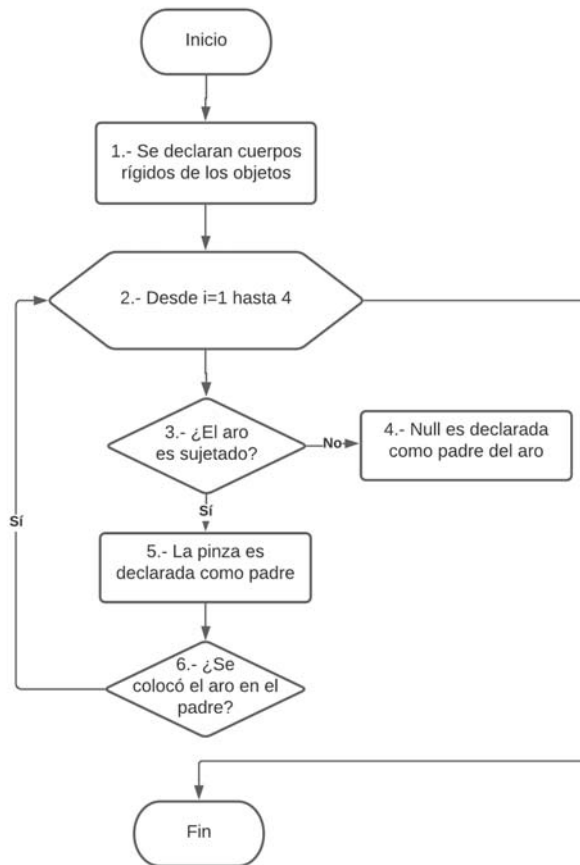 Inicio
1.- Se declaran cuerpos
rígidos de los objetos
2.- Desde i=1 hasta 4
3.- ¿El aro
es sujetado?
No
4.- Null es declarada
como padre del aro
Sí
Sí
5.- La pinza es
declarada como padre
6.- ¿Se
colocó el aro en el
padre?
Fin